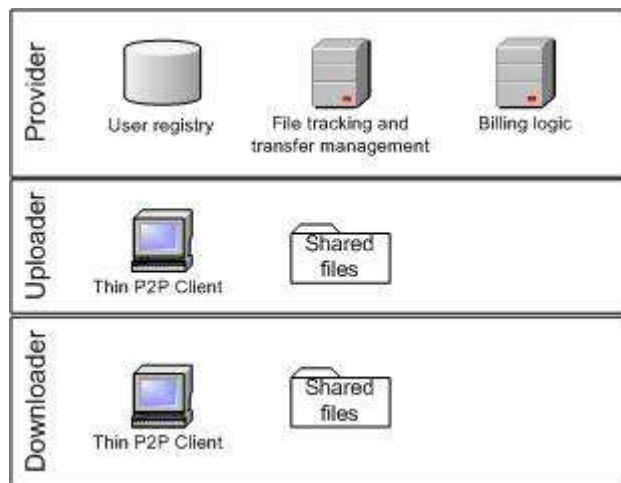 Provider
User registry
File tracking and
transfer management
Billing logic
Uploader
Thin P2P Client
Shared
files
Downloader
Thin P2P Client
Shared
files